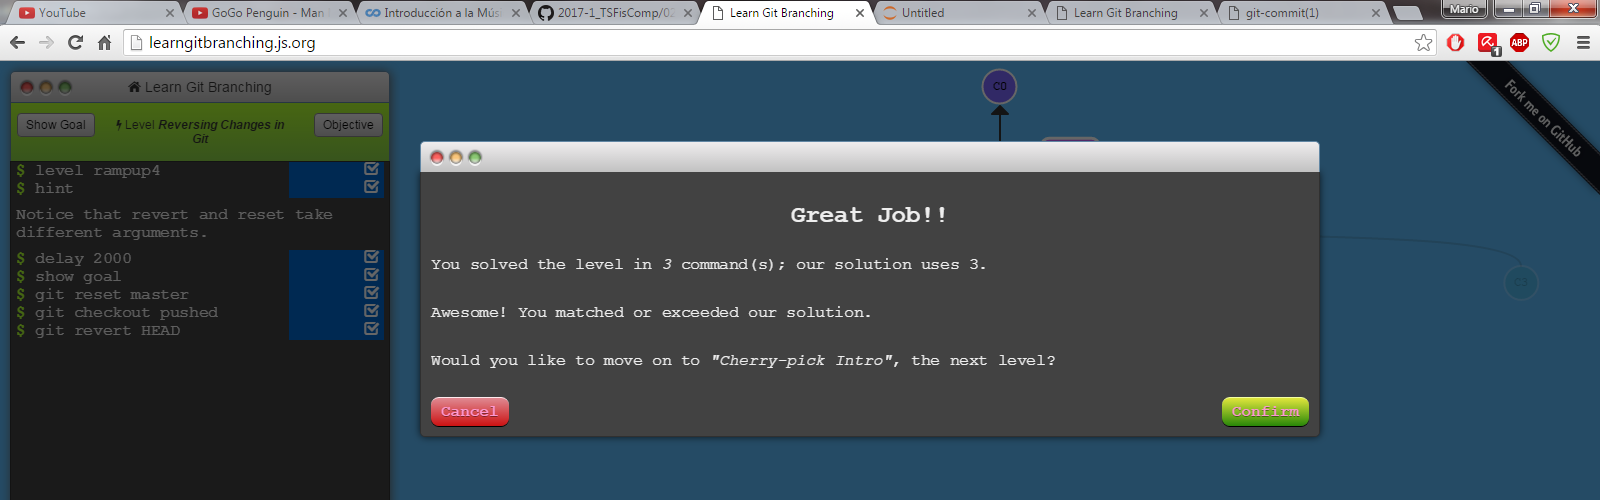 YouTube
GoGo Penguin - Man
Introducción a la Mús
2017-1_TSFisComp/02
Learn Git Branching
Untitled
Learn Git Branching
git-commit(1)
Mario
learngitbranching.js.org
1
ABP
Learn Git Branching
Show Goal
Level Reversing Changes in
Git
Objective
$ level rampup4
$ hint
Notice that revert and reset take
different arguments.
$ delay 2000
$ show goal
$ git reset master
$ git checkout pushed
$ git revert HEAD
C0
Fork me on GitHub
C3
Great Job!!
You solved the level in 3 command(s); our solution uses 3.
Awesome! You matched or exceeded our solution.
Would you like to move on to "Cherry-pick Intro", the next level?
Cancel
Confirm